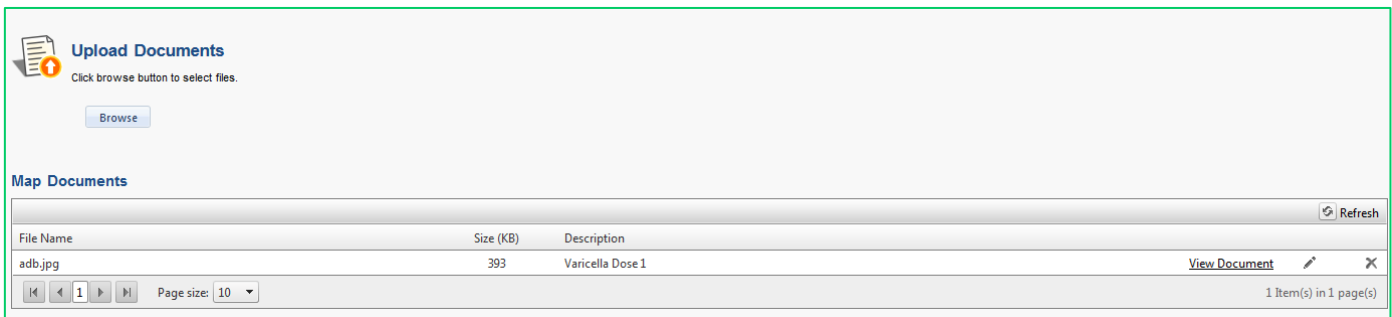 Upload Documents
Click browse button to select files.
Browse
Map Documents
Refresh
File Name Size (KB) Description
adb.jpg 393 Varicella Dose 1 View Document
1 Page size: 10 1 Item(s) in 1 page(s)